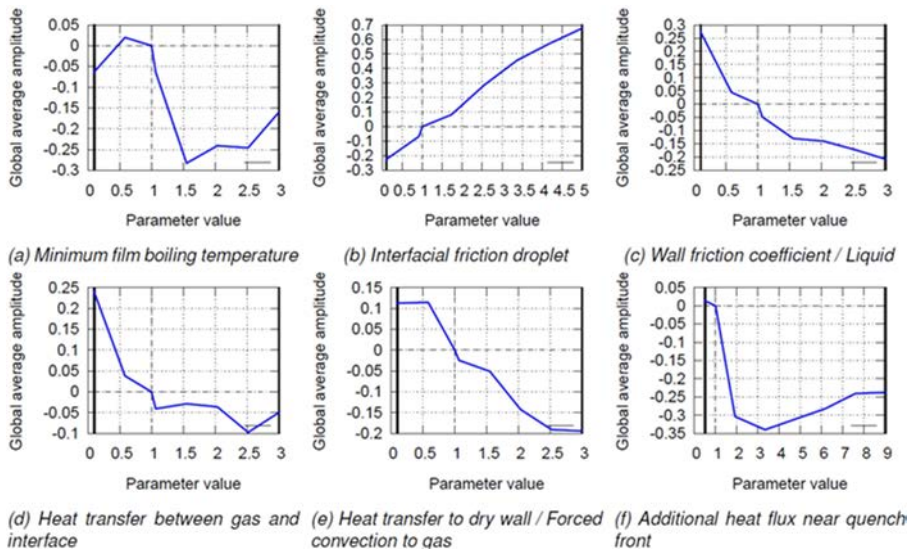 Global average amplitude
0.05
0
-0.05
-0.1
-0.15
-0.2
-0.25
-0.3
0 0.5 1 1.5 2 2.5 3
Parameter value
(a) Minimum film boiling temperature
Global average amplitude
0.7
0.6
0.5
0.4
0.3
0.2
0.1
0
-0.1
-0.2
-0.3
0 0.5 1 1.5 2 2.5 3 3.5 4 4.5 5
Parameter value
(b) Interfacial friction droplet
Global average amplitude
0.3
0.25
0.2
0.15
0.1
0.05
0
-0.05
-0.1
-0.15
-0.2
-0.25
0 0.5 1 1.5 2 2.5 3
Parameter value
(c) Wall friction coefficient / Liquid
Global average amplitude
0.25
0.2
0.15
0.1
0.05
0
-0.05
-0.1
0 0.5 1 1.5 2 2.5 3
Parameter value
(d) Heat transfer between gas and
interface
Global average amplitude
0.15
0.1
0.05
0
-0.05
-0.1
-0.15
-0.2
0 0.5 1 1.5 2 2.5 3
Parameter value
(e) Heat transfer to dry wall / Forced
convection to gas
Global average amplitude
0.05
0
-0.05
-0.1
-0.15
-0.2
-0.25
-0.3
-0.35
0 1 2 3 4 5 6 7 8 9
Parameter value
(f) Additional heat flux near quench
front